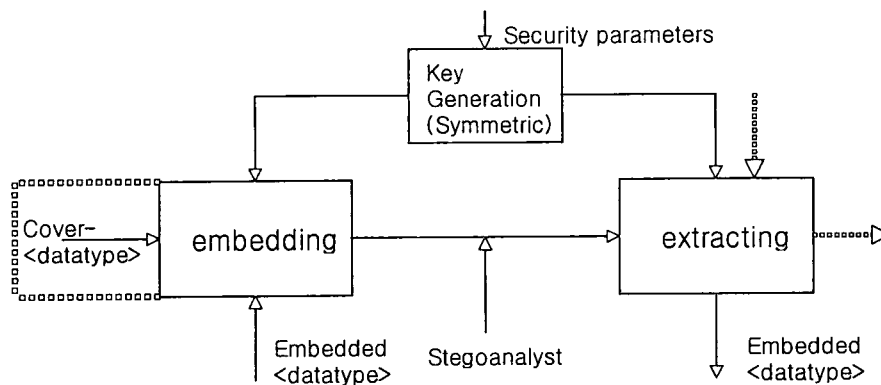 Security parameters
Key
Generation
(Symmetric)
Cover-
<datatype>
embedding
extracting
Embedded
<datatype>
Stegoanalyst
Embedded
<datatype>